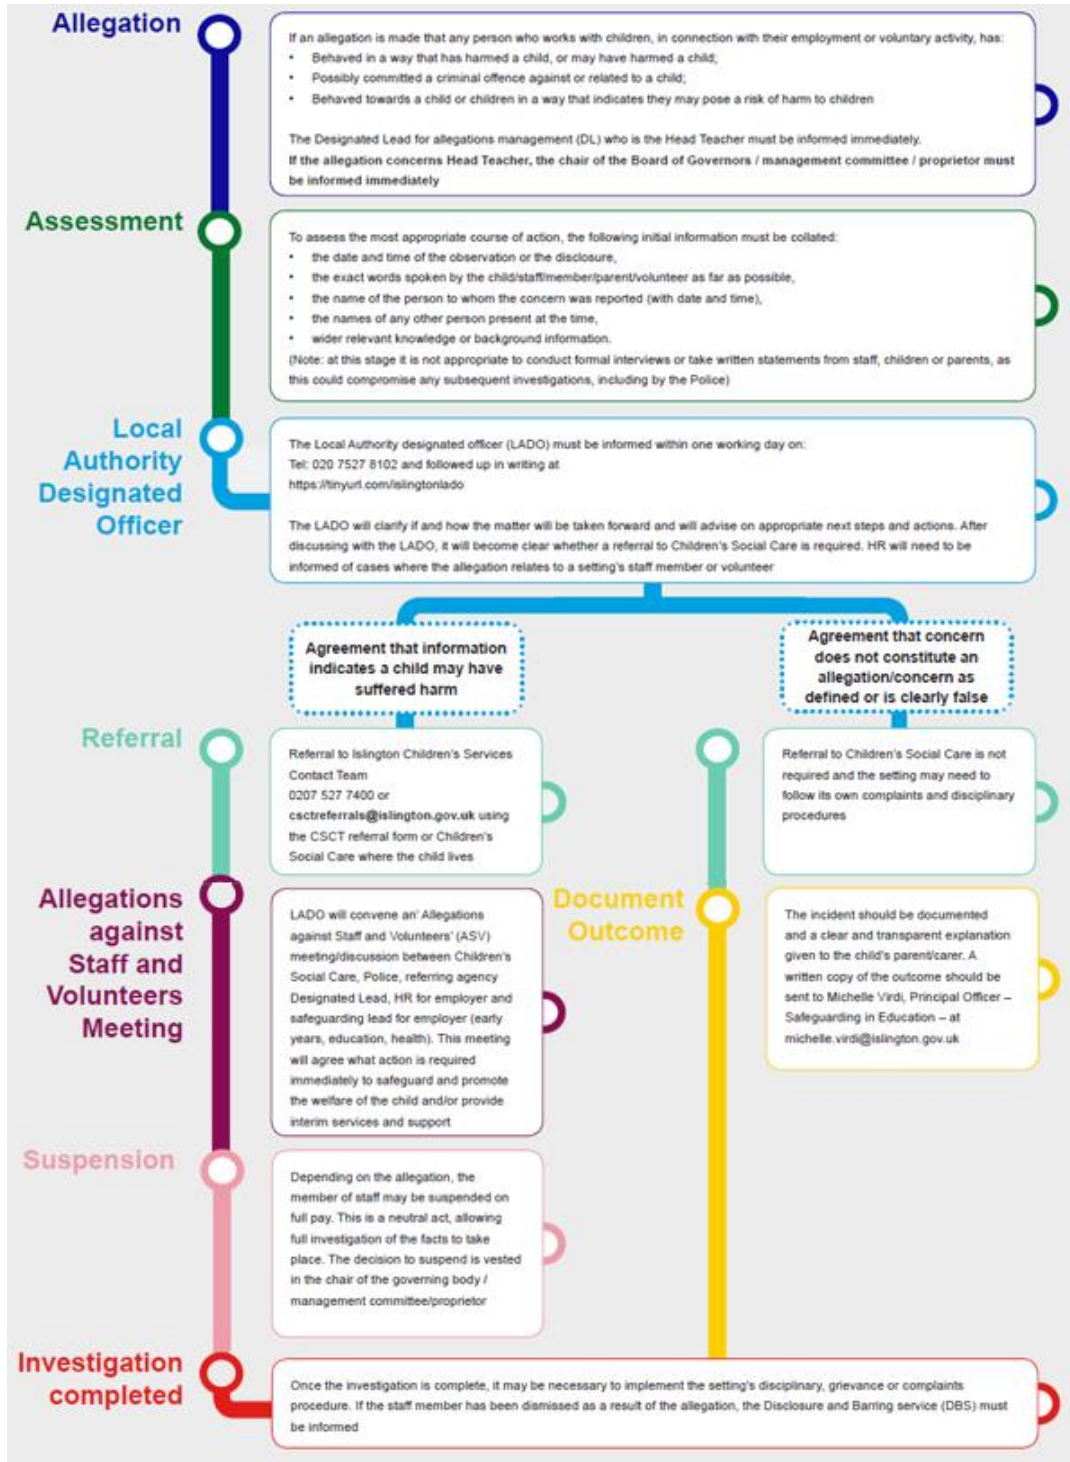 Allegation
If an allegation is made that any person who works with children, in connection with their employment or voluntary activity, has:
• Behaved in a way that has harmed a child, or may have harmed a child;
• Possibly committed a criminal offence against or related to a child;
• Behaved towards a child or children in a way that indicates they may pose a risk of harm to children
The Designated Lead for allegations management (DL) who is the Head Teacher must be informed immediately.
If the allegation concerns Head Teacher, the chair of the Board of Governors / management committee / proprietor must
be informed immediately
Assessment
To assess the most appropriate course of action, the following initial information must be collated:
• the date and time of the observation or the disclosure,
• the exact words spoken by the child/staff/member/parent/volunteer as far as possible,
• the name of the person to whom the concern was reported (with date and time),
• the names of any other person present at the time,
• wider relevant knowledge or background information.
(Note: at this stage it is not appropriate to conduct formal interviews or take written statements from staff, children or parents, as
this could compromise any subsequent investigations, including by the Police)
Local
Authority
Designated
Officer
The Local Authority designated officer (LADO) must be informed within one working day on:
Tel: 020 7527 8102 and followed up in writing at
https://tinyurl.com/islingtonlado
The LADO will clarify if and how the matter will be taken forward and will advise on appropriate next steps and actions. After
discussing with the LADO, it will become clear whether a referral to Children's Social Care is required. HR will need to be
informed of cases where the allegation relates to a setting's staff member or volunteer
Agreement that information
indicates a child may have
suffered harm
Agreement that concern
does not constitute an
allegation/concern as
defined or is clearly false
Referral
Referral to Islington Children's Services
Contact Team
0207 527 7400 or
csctreferrals@islington.gov.uk using
the CSCT referral form or Children's
Social Care where the child lives
Referral to Children's Social Care is not
required and the setting may need to
follow its own complaints and disciplinary
procedures
Allegations
against
Staff and
Volunteers
Meeting
LADO will convene an' Allegations
against Staff and Volunteers' (ASV)
meeting/discussion between Children's
Social Care, Police, referring agency
Designated Lead, HR for employer and
safeguarding lead for employer (early
years, education, health). This meeting
will agree what action is required
immediately to safeguard and promote
the welfare of the child and/or provide
interim services and support
Document
Outcome
The incident should be documented
and a clear and transparent explanation
given to the child's parent/carer. A
written copy of the outcome should be
sent to Michelle Virdi, Principal Officer –
Safeguarding in Education – at
michelle.virdi@islington.gov.uk
Suspension
Depending on the allegation, the
member of staff may be suspended on
full pay. This is a neutral act, allowing
full investigation of the facts to take
place. The decision to suspend is vested
in the chair of the governing body /
management committee/proprietor
Investigation
completed
Once the investigation is complete, it may be necessary to implement the setting's disciplinary, grievance or complaints
procedure. If the staff member has been dismissed as a result of the allegation, the Disclosure and Barring service (DBS) must
be informed